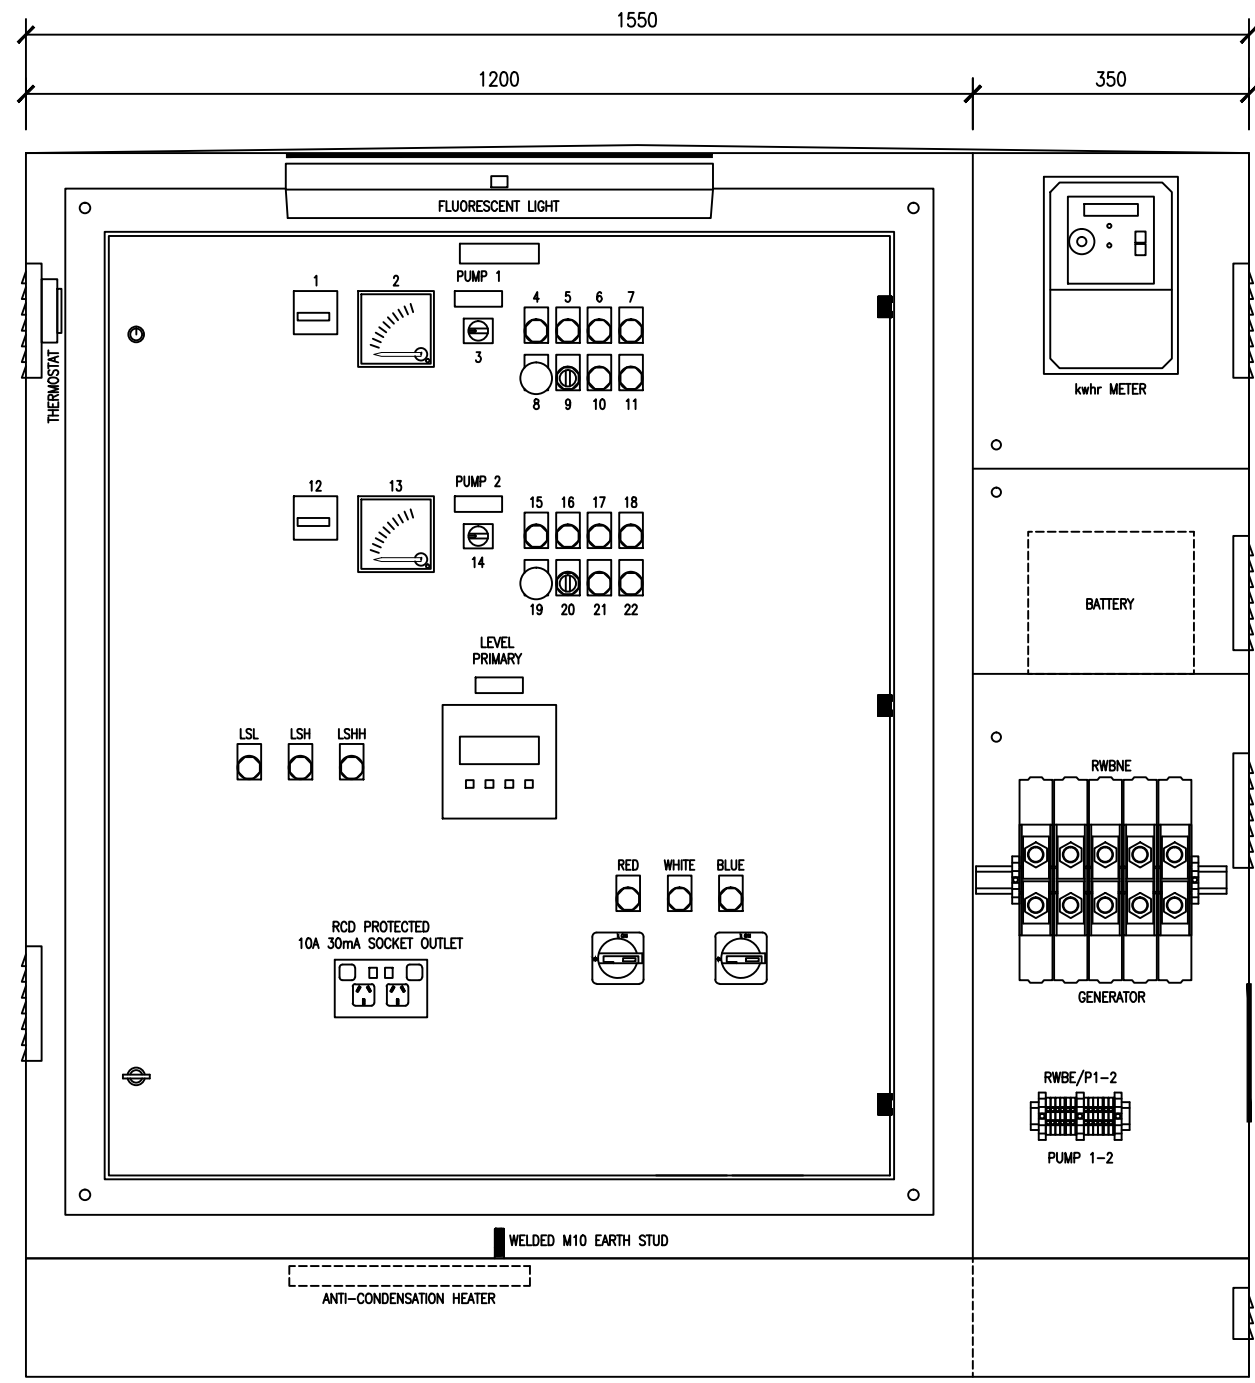 1550
1200
350
FLUORESCENT LIGHT
THERMOSTAT
1
2
PUMP 1
3
4 5 6 7
8 9 10 11
kwhr METER
12
13
PUMP 2
14
15 16 17 18
19 20 21 22
BATTERY
LEVEL
PRIMARY
LSL LSH LSHH
RWBNE
GENERATOR
RED WHITE BLUE
RCD PROTECTED
10A 30mA SOCKET OUTLET
RWBE/P1-2
PUMP 1-2
WELDED M10 EARTH STUD
ANTI-CONDENSATION HEATER